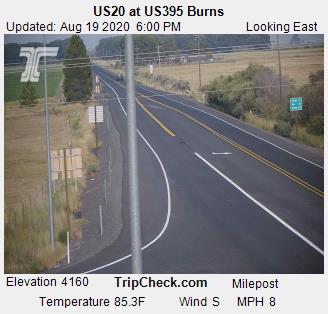 US20 at US395 Burns
Updated: Aug 19 2020 6:00 PM Looking East
Elevation 4160 TripCheck.com Milepost
Temperature 85.3F Wind S MPH 8